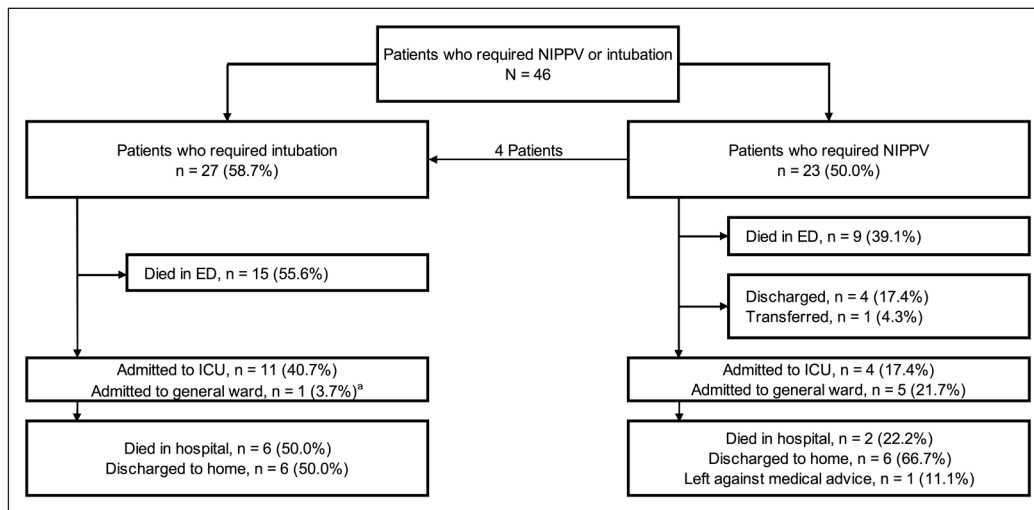 Patients who required NIPPV or intubation
N = 46
Patients who required intubation
n = 27 (58.7%)
4 Patients
Patients who required NIPPV
n = 23 (50.0%)
Died in ED, n = 9 (39.1%)
Died in ED, n = 15 (55.6%)
Discharged, n = 4 (17.4%)
Transferred, n = 1 (4.3%)
Admitted to ICU, n = 11 (40.7%)
Admitted to general ward, n = 1 (3.7%)ᵃ
Admitted to ICU, n = 4 (17.4%)
Admitted to general ward, n = 5 (21.7%)
Died in hospital, n = 6 (50.0%)
Discharged to home, n = 6 (50.0%)
Died in hospital, n = 2 (22.2%)
Discharged to home, n = 6 (66.7%)
Left against medical advice, n = 1 (11.1%)